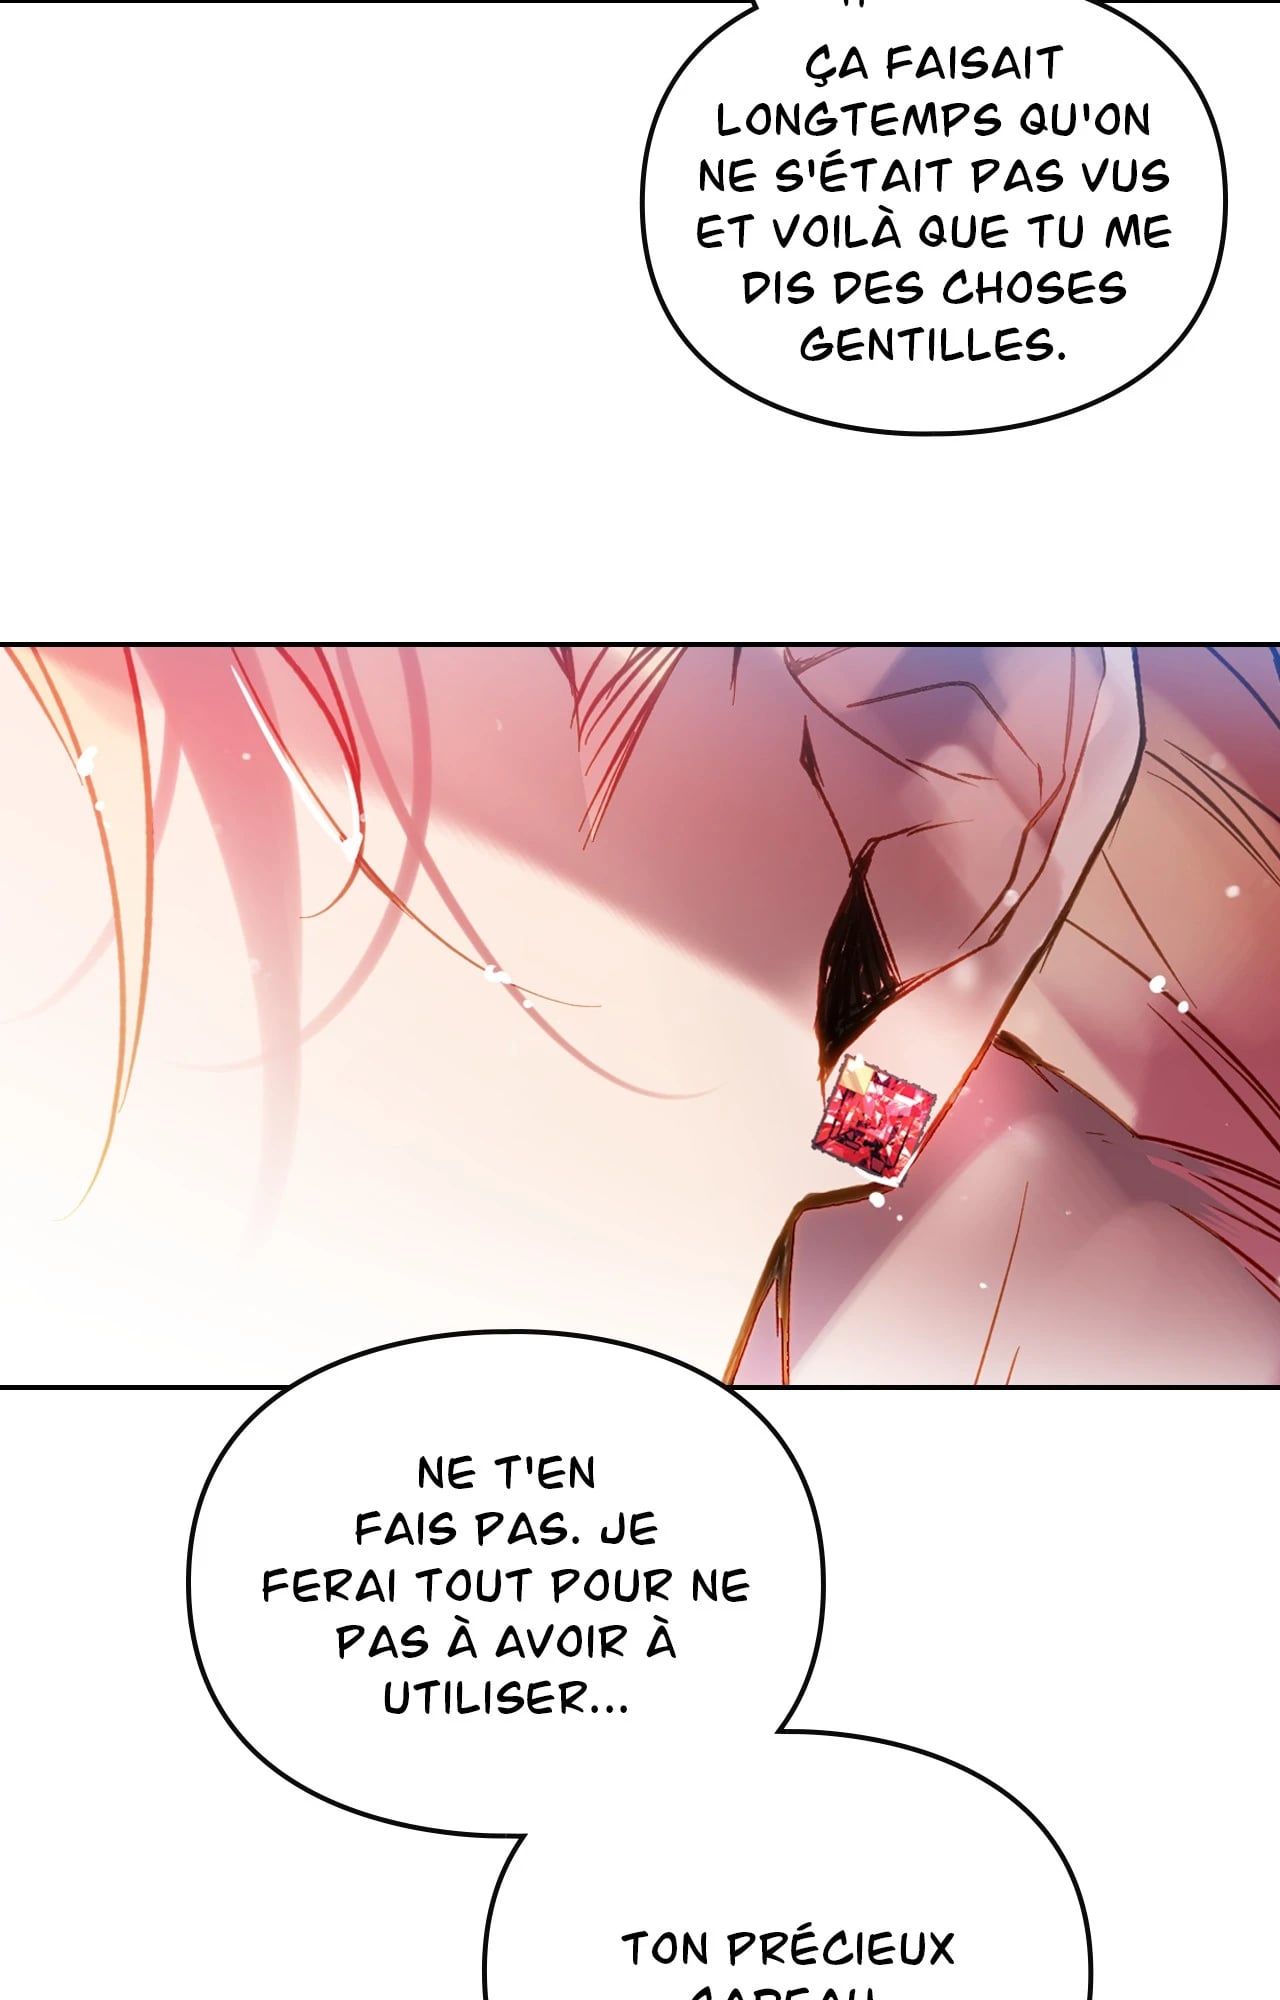 ÇA FAISAIT
LONGTEMPS QU'ON
NE S'ÉTAIT PAS VUS
ET VOILÀ QUE TU ME
DIS DES CHOSES
GENTILLES.
NE T'EN
FAIS PAS. JE
FERAI TOUT POUR NE
PAS À AVOIR À
UTILISER...
TON PRÉCIEUX
CADEAU